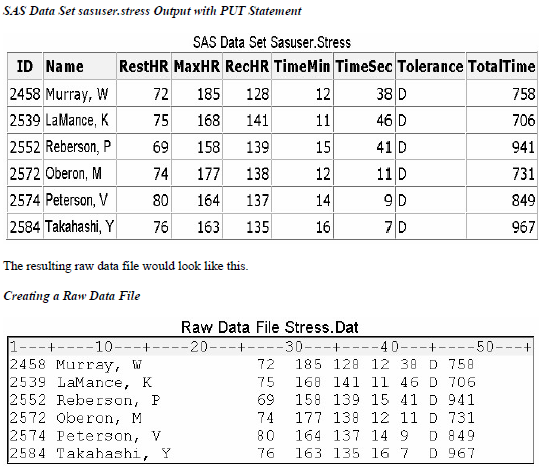 SAS Data Set sasuser.stress Output with PUT Statement
SAS Data Set Sasuser.Stress
ID Name RestHR MaxHR RecHR TimeMin TimeSec Tolerance TotalTime
2458 Murray, W 72 185 128 12 38 D 758
2539 LaMance, K 75 168 141 11 46 D 706
2552 Reberson, P 69 158 139 15 41 D 941
2572 Oberon, M 74 177 138 12 11 D 731
2574 Peterson, V 80 164 137 14 9 D 849
2584 Takahashi, Y 76 163 135 16 7 D 967
The resulting raw data file would look like this.
Creating a Raw Data File
Raw Data File Stress.Dat
1---+----10---+----20---+----30---+----40---+----50---+
2458 Murray, W 72 185 128 12 38 D 758
2539 LaMance, K 75 168 141 11 46 D 706
2552 Reberson, P 69 158 139 15 41 D 941
2572 Oberon, M 74 177 138 12 11 D 731
2574 Peterson, V 80 164 137 14 9 D 849
2584 Takahashi, Y 76 163 135 16 7 D 967